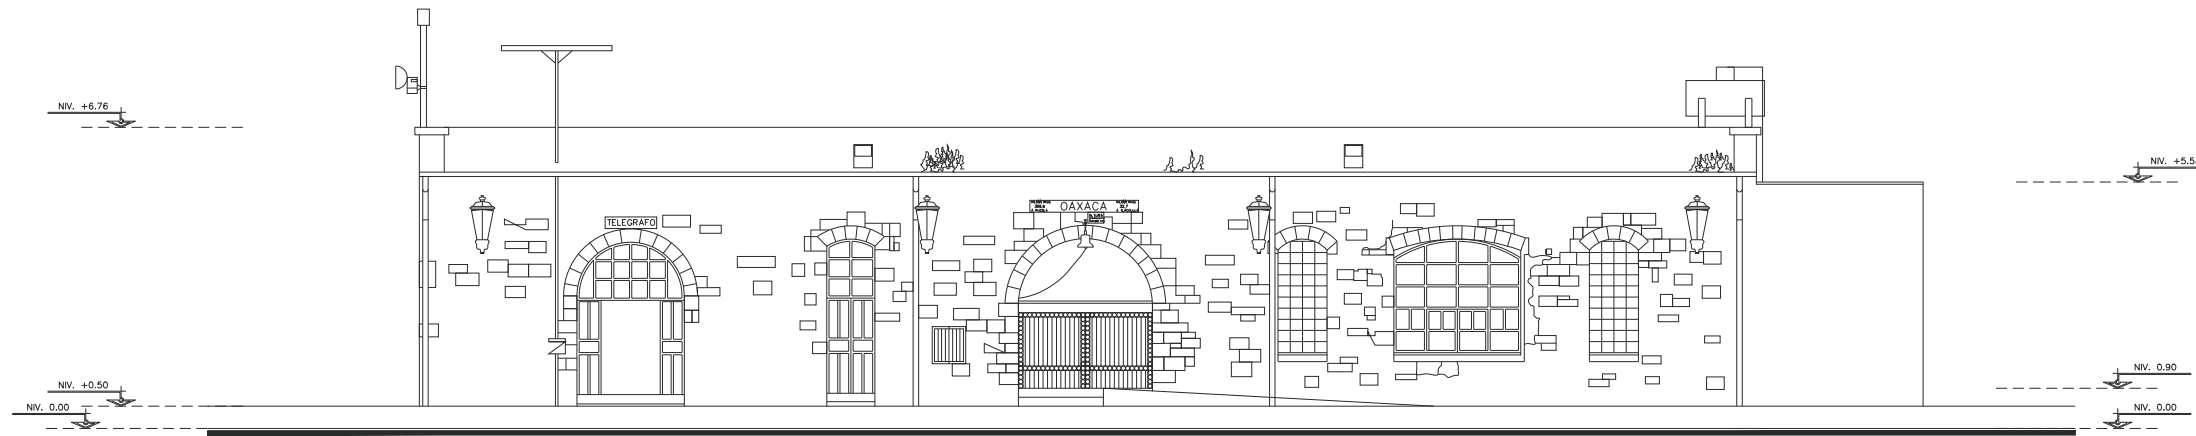 NIV. +6.76
NIV. +5.5
TELEGRAFO
OAXACA
A PUEBLA
NIV. +0.50
NIV. 0.90
NIV. 0.00
NIV. 0.00